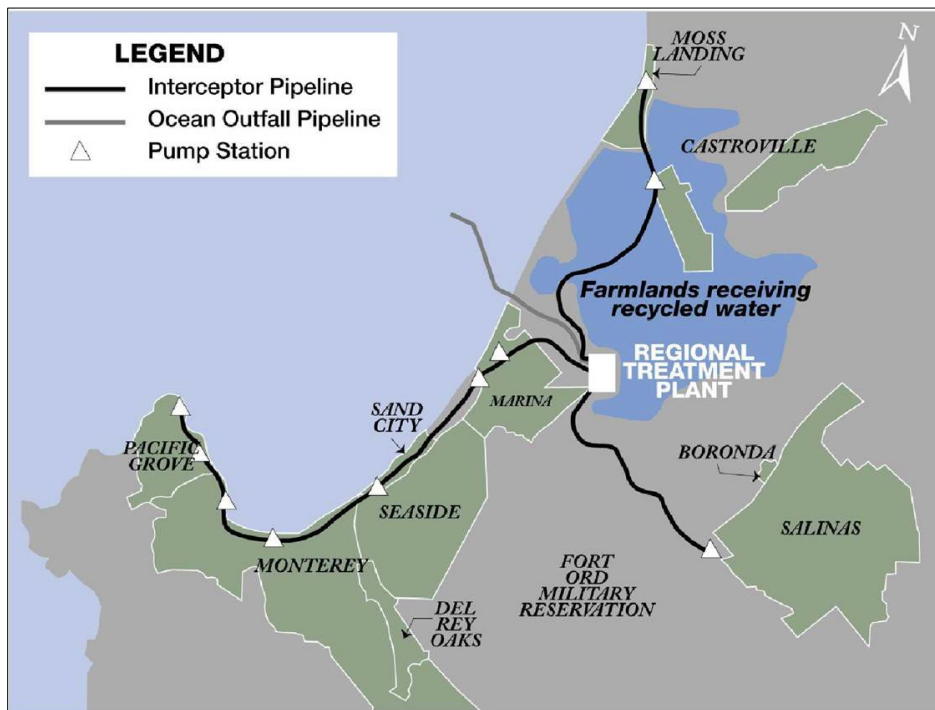 LEGEND
Interceptor Pipeline
Ocean Outfall Pipeline
Pump Station
MOSS
LANDING
N
CASTROVILLE
Farmlands receiving
recycled water
REGIONAL
TREATMENT
PLANT
MARINA
SAND
CITY
PACIFIC
GROVE
BORONDA
SEASIDE
SALINAS
MONTEREY
FORT
ORD
MILITARY
RESERVATION
DEL
REY
OAKS